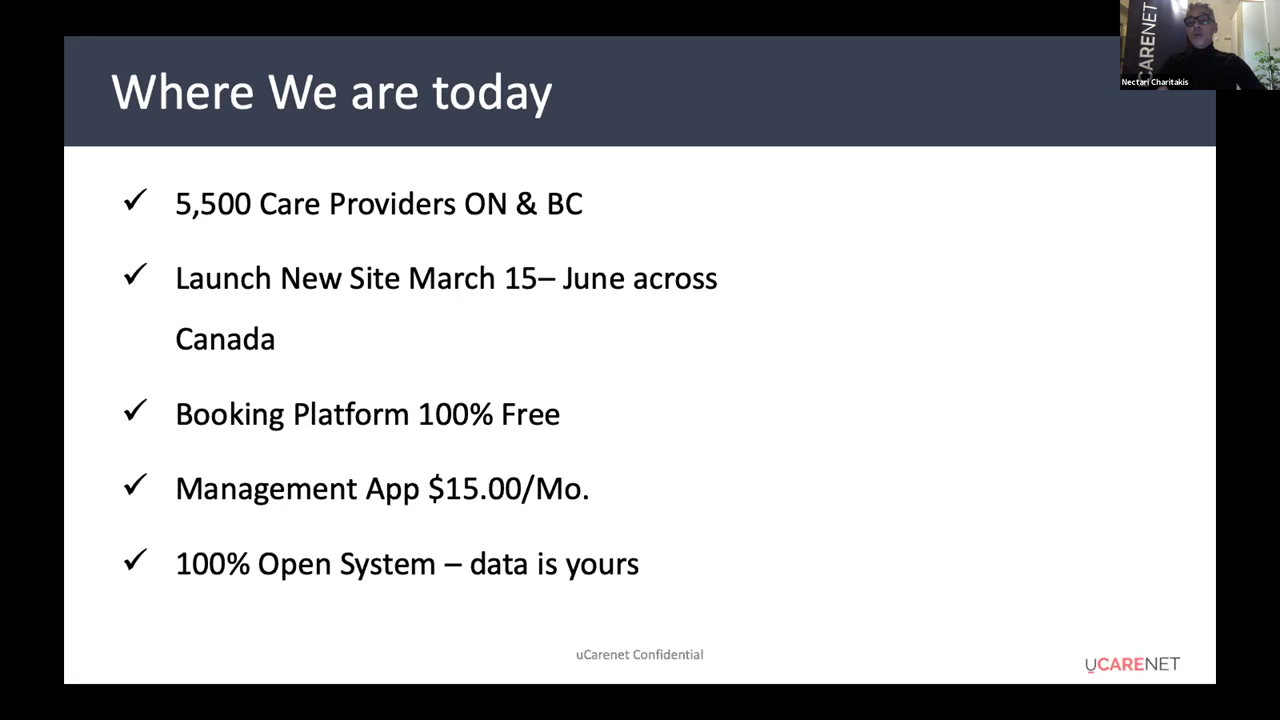 Where We are today
CARENET
Nectari Charitakis
✓ 5,500 Care Providers ON & BC
✓ Launch New Site March 15– June across
Canada
✓ Booking Platform 100% Free
✓ Management App $15.00/Mo.
✓ 100% Open System – data is yours
uCarenet Confidential
uCARENET